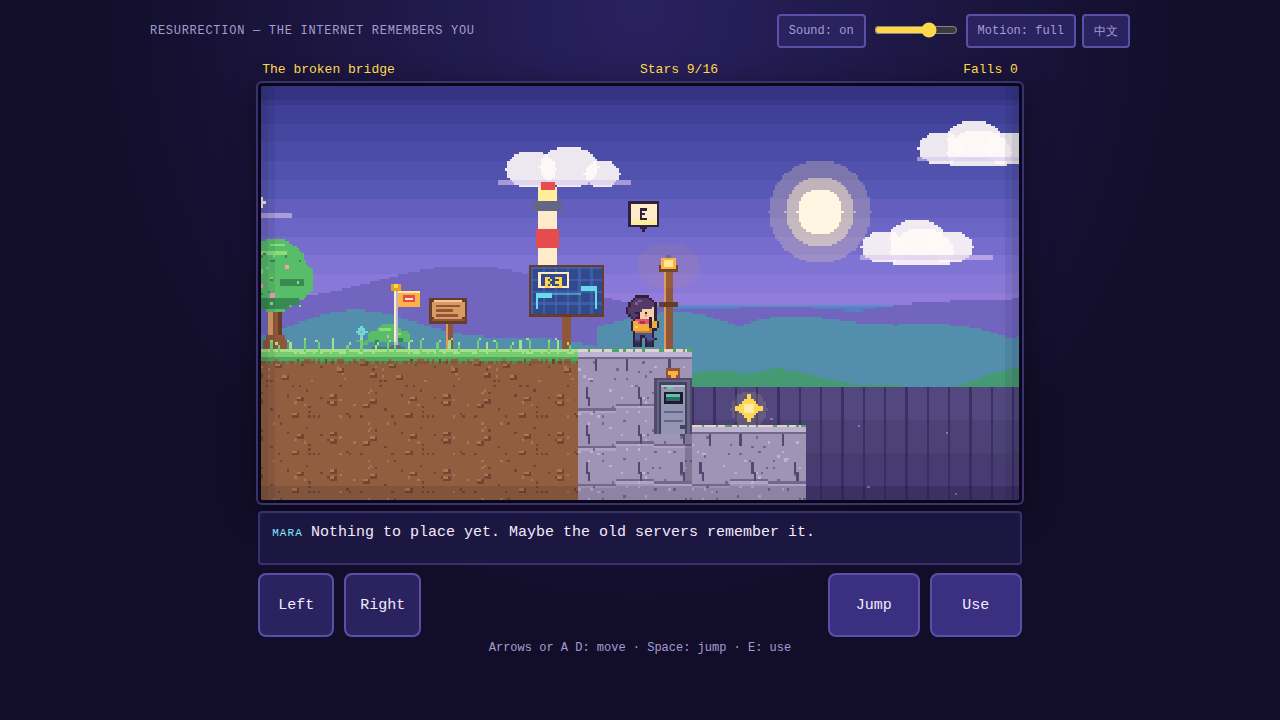 RESURRECTION — THE INTERNET REMEMBERS YOU
Sound: on
Motion: full
中文
The broken bridge
Stars 9/16
Falls 0
E
MARA Nothing to place yet. Maybe the old servers remember it.
Left
Right
Jump
Use
Arrows or A D: move · Space: jump · E: use